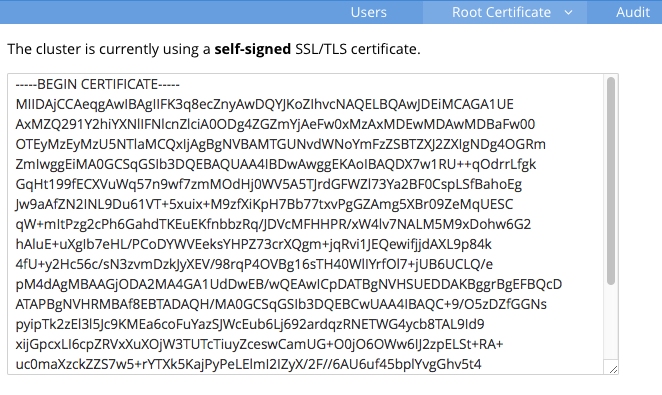 Users Root Certificate Audit
The cluster is currently using a self-signed SSL/TLS certificate.
-----BEGIN CERTIFICATE-----
MIIDAjCCAeqgAwIBAgIIFK3q8ecZnyAwDQYJKoZIhvcNAQELBQAwJDEiMCAGA1UE
AxMZQ291Y2hiYXNlIFNlcnZlciA0ODg4ZGZmYjAeFw0xMzAxMDEwMDAwMDBaFw00
OTEyMzEyMzU5NTlaMCQxIjAgBgNVBAMTGUNvdWNoYmFzZSBTZXJ2ZXIgNDg4OGRm
ZmIwggEiMA0GCSqGSIb3DQEBAQUAA4IBDwAwggEKAoIBAQDX7w1RU++qOdrrLfgk
GqHt199fECXVuWq57n9wf7zmMOdHj0WV5A5TJrdGFWZl73Ya2BF0CspLSfBahoEg
Jw9aAfZN2INL9Du61VT+5xuix+M9zfXiKpH7Bb77txvPgGZAmg5XBr09ZeMqUESC
qW+mItPzg2cPh6GahdTKEuEKfnbbzRq/JDVcMFHHPR/xW4lv7NALM5M9xDohw6G2
hAluE+uXgIb7eHL/PCoDYWVEeksYHPZ73crXQgm+jqRvi1JEQewifjjdAXL9p84k
4fU+y2Hc56c/sN3zvmDzkJyXEV/98rqP4OVBg16sTH40WlIYrfOl7+jUB6UCLQ/e
pM4dAgMBAAGjODA2MA4GA1UdDwEB/wQEAwICpDATBgNVHSUEDDAKBggrBgEFBQcD
ATAPBgNVHRMBAf8EBTADAQH/MA0GCSqGSIb3DQEBCwUAA4IBAQC+9/O5zDZfGGNs
pyipTk2zEl3l5Jc9KMEa6coFuYazSJWcEub6Lj692ardqzRNETWG4ycb8TAL9Id9
xijGpcxLI6cpZRVxXuXOjW3TUTcTiuyZceswCamUG+O0jO6OWw6IJ2zpELSt+RA+
uc0maXzckZZS7w5+rYTXk5KajPyPeLElmI2IZyX/2F//6AU6uf45bplYvgGhv5t4